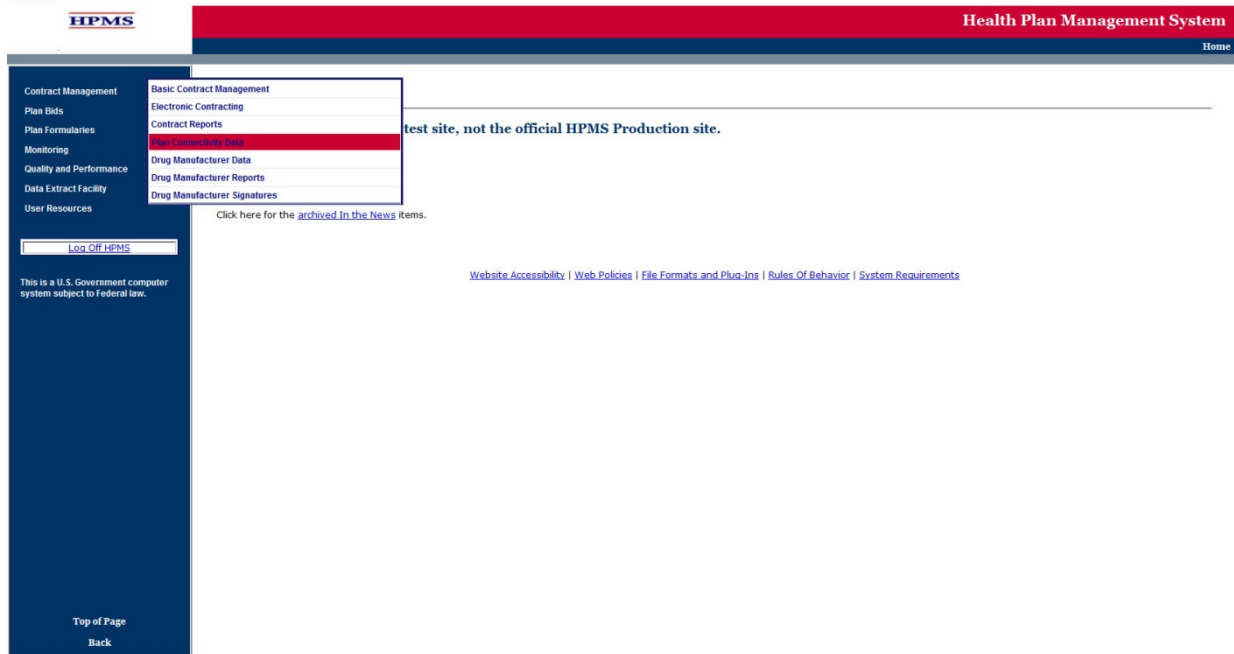 HPMS
Health Plan Management System
Home
Contract Management
Plan Bids
Plan Formularies
Monitoring
Quality and Performance
Data Extract Facility
User Resources
Log Off HPMS
This is a U.S. Government computer
system subject to Federal law.
Top of Page
Back
Basic Contract Management
Electronic Contracting
Contract Reports
Plan Connectivity Data
Drug Manufacturer Data
Drug Manufacturer Reports
Drug Manufacturer Signatures
test site, not the official HPMS Production site.
Click here for the archived In the News items.
Website Accessibility | Web Policies | File Formats and Plug-Ins | Rules Of Behavior | System Requirements